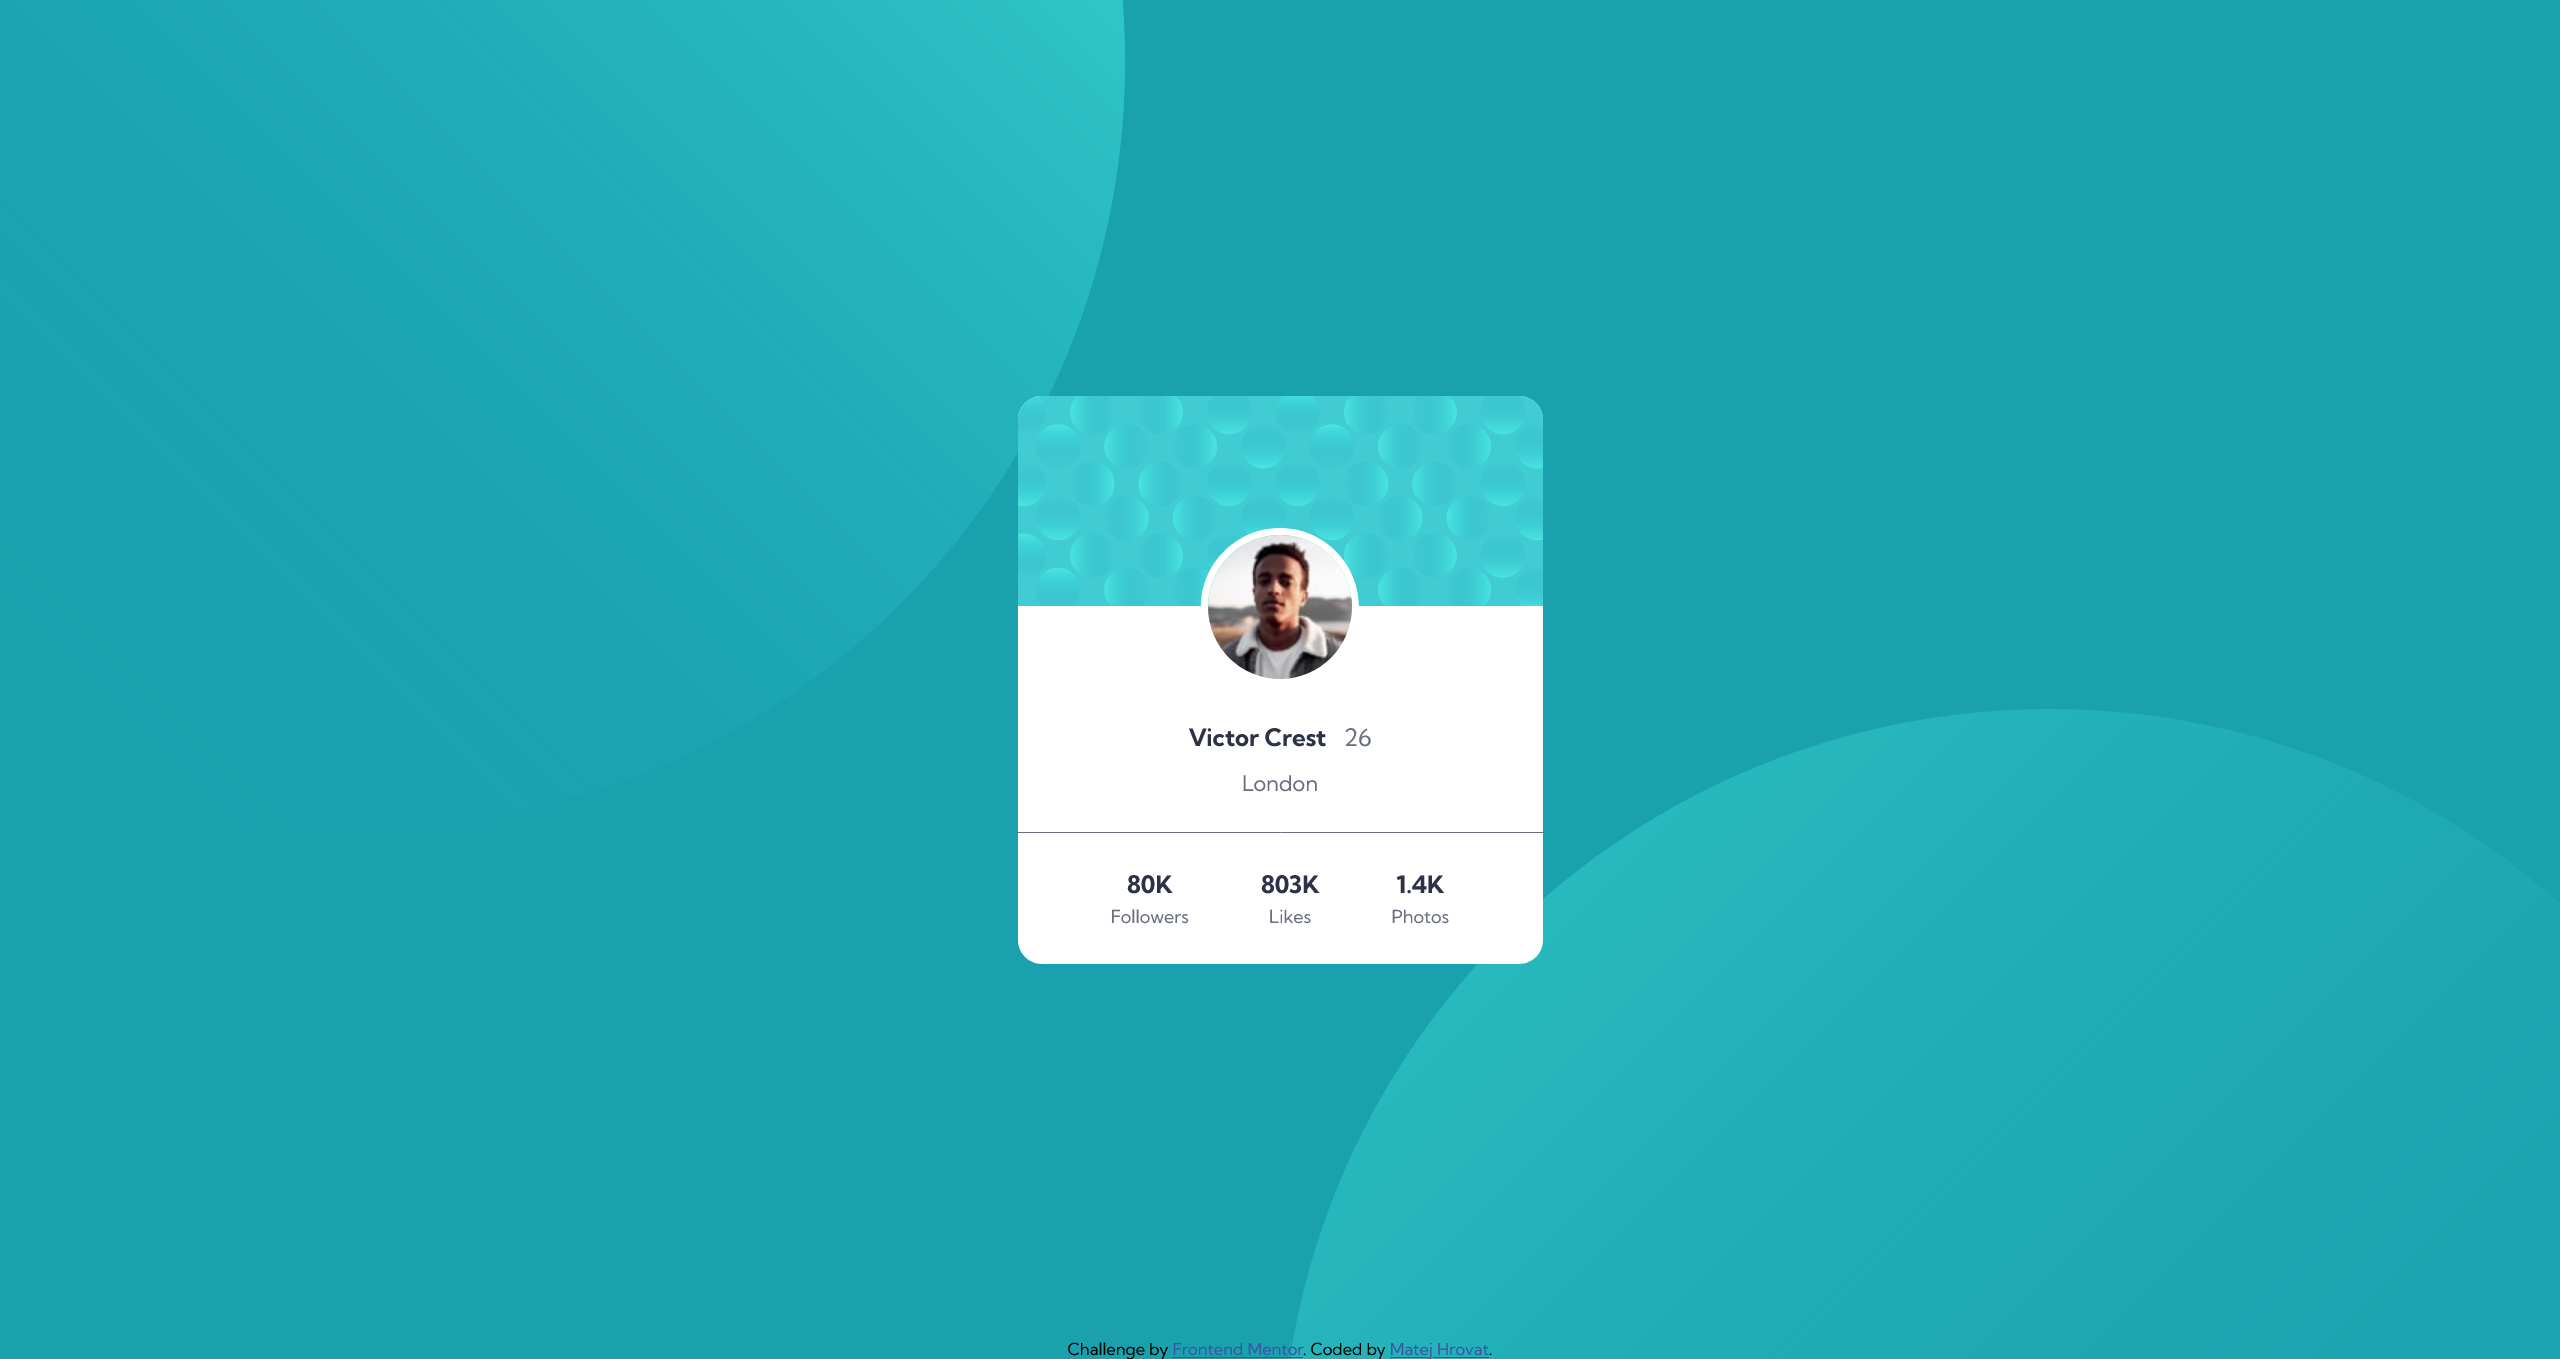 Victor Crest 26
London
80K 803K 1.4K
Followers Likes Photos
Challenge by Frontend Mentor. Coded by Matej Hrovat.